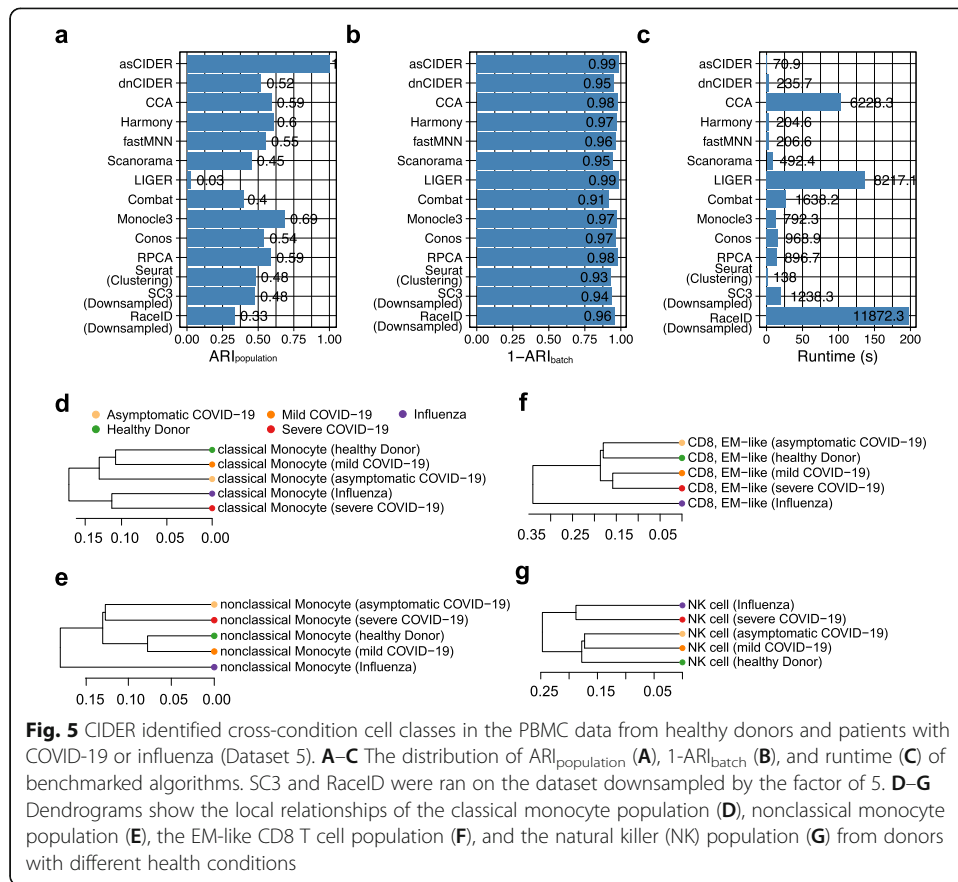 a
asCIDER
dnCIDER
CCA
Harmony
fastMNN
Scanorama
LIGER
Combat
Monocle3
Conos
RPCA
Seurat
(Clustering)
SC3
(Downsampled)
RaceID
(Downsampled)
1
0.52
0.59
0.6
0.55
0.45
0.03
0.4
0.69
0.54
0.59
0.48
0.48
0.33
0.00 0.25 0.50 0.75 1.00
ARIpopulation
b
asCIDER
dnCIDER
CCA
Harmony
fastMNN
Scanorama
LIGER
Combat
Monocle3
Conos
RPCA
Seurat
(Clustering)
SC3
(Downsampled)
RaceID
(Downsampled)
0.99
0.95
0.98
0.97
0.96
0.95
0.99
0.91
0.97
0.97
0.98
0.93
0.94
0.96
0.00 0.25 0.50 0.75 1.00
1−ARIbatch
c
asCIDER
dnCIDER
CCA
Harmony
fastMNN
Scanorama
LIGER
Combat
Monocle3
Conos
RPCA
Seurat
(Clustering)
SC3
(Downsampled)
RaceID
(Downsampled)
70.9
235.7
6228.3
204.6
206.6
492.4
8217.1
1638.2
792.3
963.9
896.7
138
1238.3
11872.3
0 50 100 150 200
Runtime (s)
d
Asymptomatic COVID−19 Mild COVID−19 Influenza
Healthy Donor Severe COVID−19
classical Monocyte (healthy Donor)
classical Monocyte (mild COVID−19)
classical Monocyte (asymptomatic COVID−19)
classical Monocyte (Influenza)
classical Monocyte (severe COVID−19)
0.15 0.10 0.05 0.00
f
CD8, EM−like (asymptomatic COVID−19)
CD8, EM−like (healthy Donor)
CD8, EM−like (mild COVID−19)
CD8, EM−like (severe COVID−19)
CD8, EM−like (Influenza)
0.35 0.25 0.15 0.05
e
nonclassical Monocyte (asymptomatic COVID−19)
nonclassical Monocyte (severe COVID−19)
nonclassical Monocyte (healthy Donor)
nonclassical Monocyte (mild COVID−19)
nonclassical Monocyte (Influenza)
0.15 0.10 0.05 0.00
g
NK cell (Influenza)
NK cell (severe COVID−19)
NK cell (asymptomatic COVID−19)
NK cell (mild COVID−19)
NK cell (healthy Donor)
0.25 0.15 0.05
Fig. 5 CIDER identified cross-condition cell classes in the PBMC data from healthy donors and patients with
COVID-19 or influenza (Dataset 5). A–C The distribution of ARIpopulation (A), 1-ARIbatch (B), and runtime (C) of
benchmarked algorithms. SC3 and RaceID were ran on the dataset downsampled by the factor of 5. D–G
Dendrograms show the local relationships of the classical monocyte population (D), nonclassical monocyte
population (E), the EM-like CD8 T cell population (F), and the natural killer (NK) population (G) from donors
with different health conditions